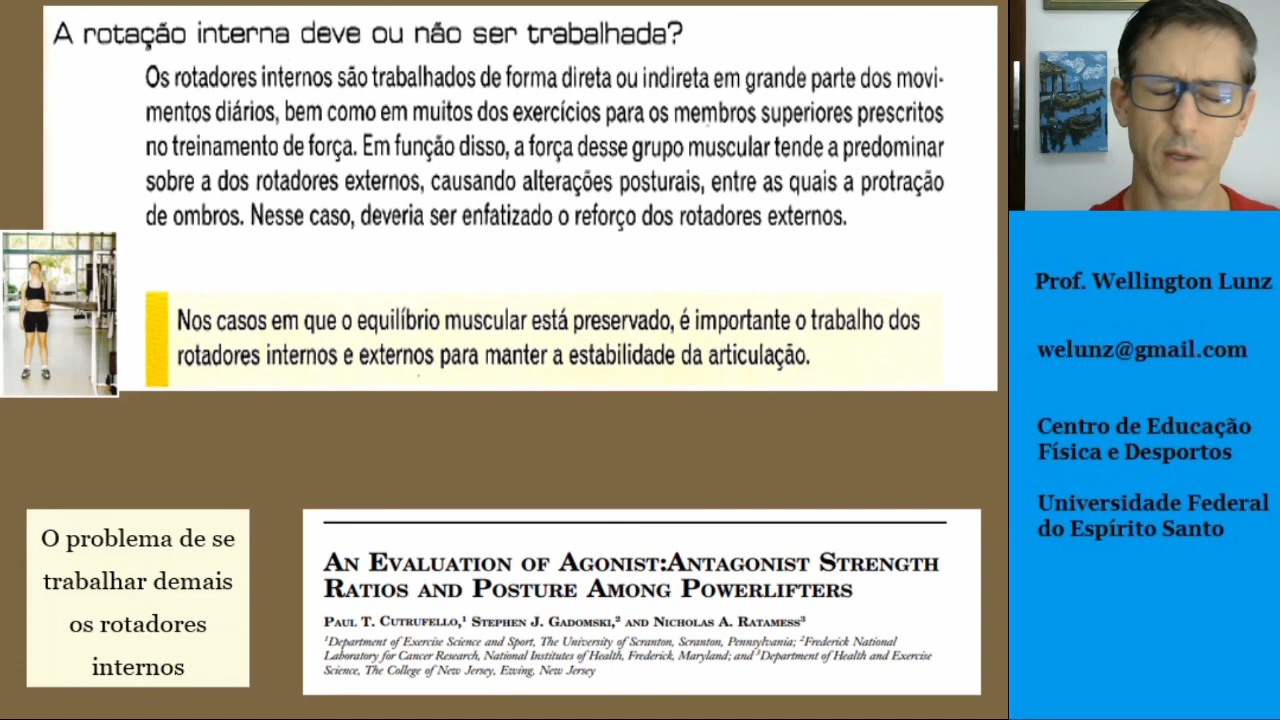 A rotação interna deve ou não ser trabalhada?
Os rotadores internos são trabalhados de forma direta ou indireta em grande parte dos movi-
mentos diários, bem como em muitos dos exercícios para os membros superiores prescritos
no treinamento de força. Em função disso, a força desse grupo muscular tende a predominar
sobre a dos rotadores externos, causando alterações posturais, entre as quais a protração
de ombros. Nesse caso, deveria ser enfatizado o reforço dos rotadores externos.
Nos casos em que o equilíbrio muscular está preservado, é importante o trabalho dos
rotadores internos e externos para manter a estabilidade da articulação.
O problema de se
trabalhar demais
os rotadores
internos
AN EVALUATION OF AGONIST:ANTAGONIST STRENGTH
RATIOS AND POSTURE AMONG POWERLIFTERS
PAUL T. CUTRUFELLO,¹ STEPHEN J. GADOMSKI,² AND NICHOLAS A. RATAMESS³
¹Department of Exercise Science and Sport, The University of Scranton, Scranton, Pennsylvania; ²Frederick National
Laboratory for Cancer Research, National Institutes of Health, Frederick, Maryland; and ³Department of Health and Exercise
Science, The College of New Jersey, Ewing, New Jersey
Prof. Wellington Lunz
welunz@gmail.com
Centro de Educação
Física e Desportos
Universidade Federal
do Espírito Santo